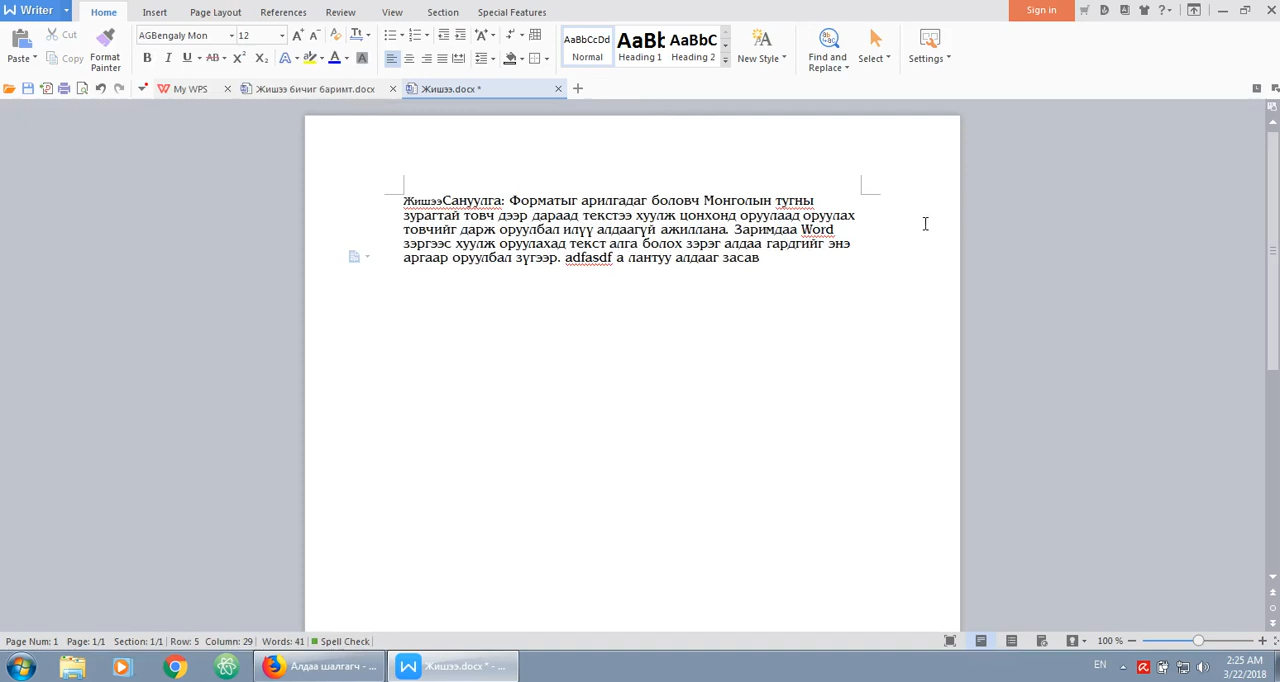 Writer Home Insert Page Layout References Review View Section Special Features Sign in
AGBengaly Mon 12
Paste Cut Copy Format Painter B I U AB X² X₂ A A A
AaBbCcDd Normal AaBb Heading 1 AaBbC Heading 2 New Style Find and Replace Select Settings
My WPS Жишээ бичиг баримт.docx Жишээ.docx *
ЖишээСануулга: Форматыг арилгадаг боловч Монголын тугны
зурагтай товч дээр дараад текстээ хуулж цонхонд оруулаад оруулах
товчийг дарж оруулбал илүү алдаагүй ажиллана. Заримдаа Word
зэргээс хуулж оруулахад текст алга болох зэрэг алдаа гардгийг энэ
аргаар оруулбал зүгээр. adfasdf а лантуу алдааг засав
Page Num: 1 Page: 1/1 Section: 1/1 Row: 5 Column: 29 Words: 41 Spell Check 100 %
Алдаа шалгагч - ... Жишээ.docx * - ... EN 2:25 AM
3/22/2018